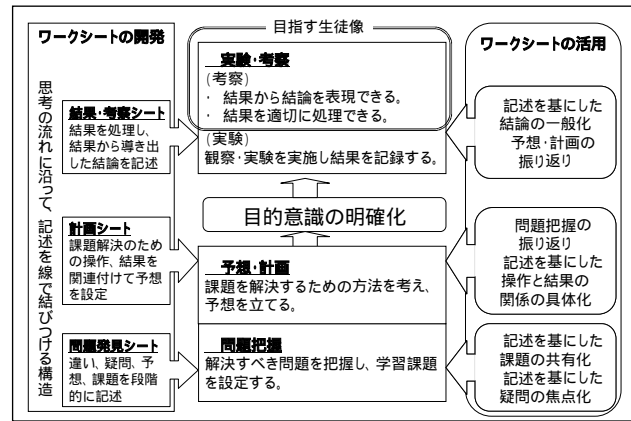 目指す生徒像
ワークシートの開発
思考の流れに沿って、記述を線で結びつける構造
結果・考察シート
結果を処理し、
結果から導き出
した結論を記述
計画シート
課題解決のため
の操作、結果を
関連付けて予想
を設定
問題発見シート
違い、疑問、予
想、課題を段階
的に記述
実験・考察
(考察)
・ 結果から結論を表現できる。
・ 結果を適切に処理できる。
(実験)
観察・実験を実施し結果を記録する。
目的意識の明確化
予想・計画
課題を解決するための方法を考え、
予想を立てる。
問題把握
解決すべき問題を把握し、学習課題
を設定する。
ワークシートの活用
記述を基にした
結論の一般化
予想・計画の
振り返り
問題把握の
振り返り
記述を基にした
操作と結果の
関係の具体化
記述を基にした
課題の共有化
記述を基にした
疑問の焦点化